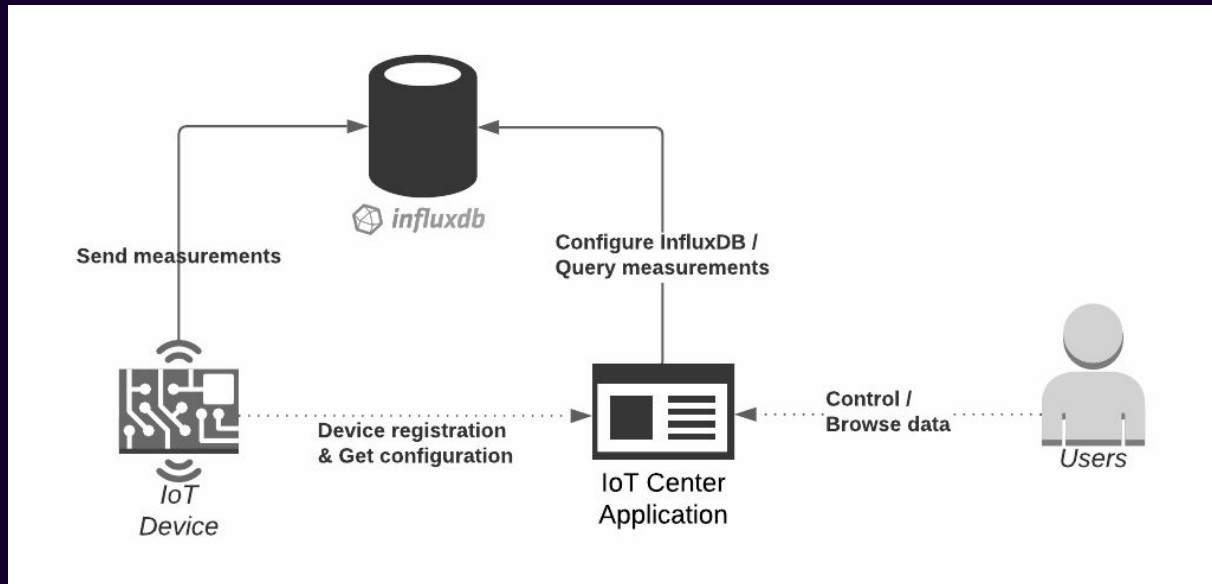 influxdb
Send measurements
Configure InfluxDB /
Query measurements
Device registration
& Get configuration
Control /
Browse data
IoT
Device
IoT Center
Application
Users